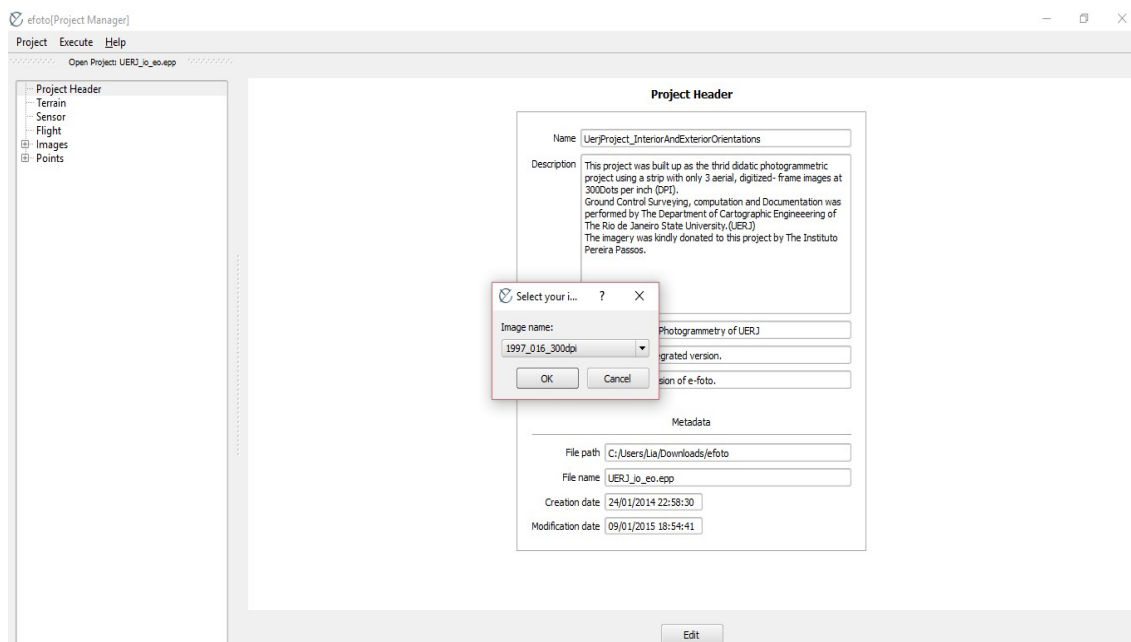 efoto[Project Manager]
Project Execute Help
Open Project: UERJ_io_eo.epp
Project Header
Terrain
Sensor
Flight
Images
Points
Project Header
Name UerjProject_InteriorAndExteriorOrientations
Description This project was built up as the thrid didatic photogrammetric
project using a strip with only 3 aerial, digitized- frame images at
300Dots per inch (DPI).
Ground Control Surveying, computation and Documentation was
performed by The Department of Cartographic Engineeering of
The Rio de Janeiro State University.(UERJ)
The imagery was kindly donated to this project by The Instituto
Pereira Passos.
Select your i... ?
Image name:
1997_016_300dpi
OK Cancel
Photogrammetry of UERJ
egrated version.
sion of e-foto.
Metadata
File path C:/Users/Lia/Downloads/efoto
File name UERJ_io_eo.epp
Creation date 24/01/2014 22:58:30
Modification date 09/01/2015 18:54:41
Edit